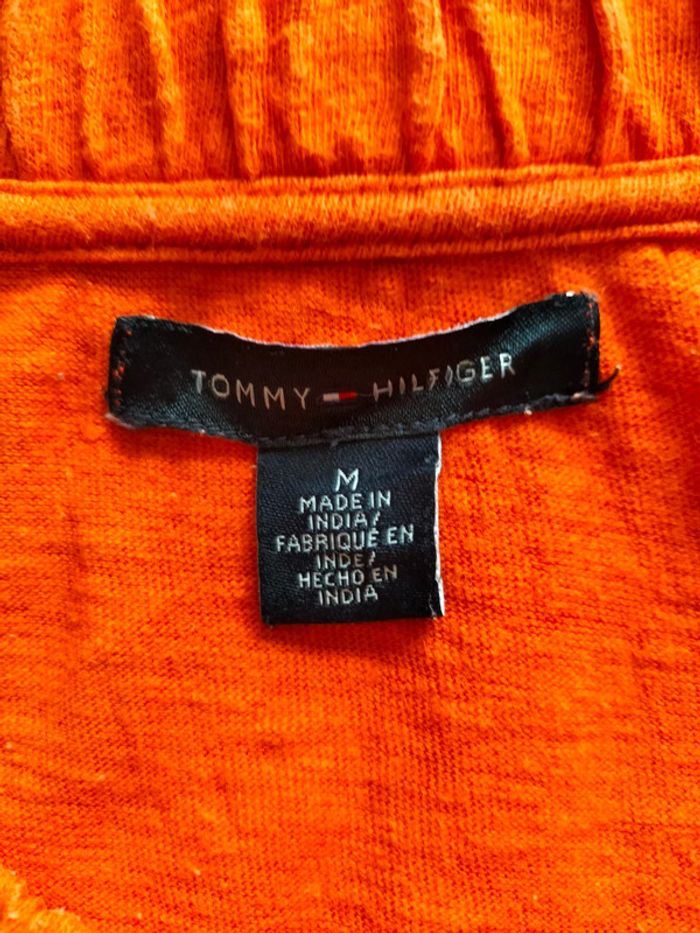 TOMMY HILFIGER
M
MADE IN
INDIA/
FABRIQUÉ EN
INDE/
HECHO EN
INDIA